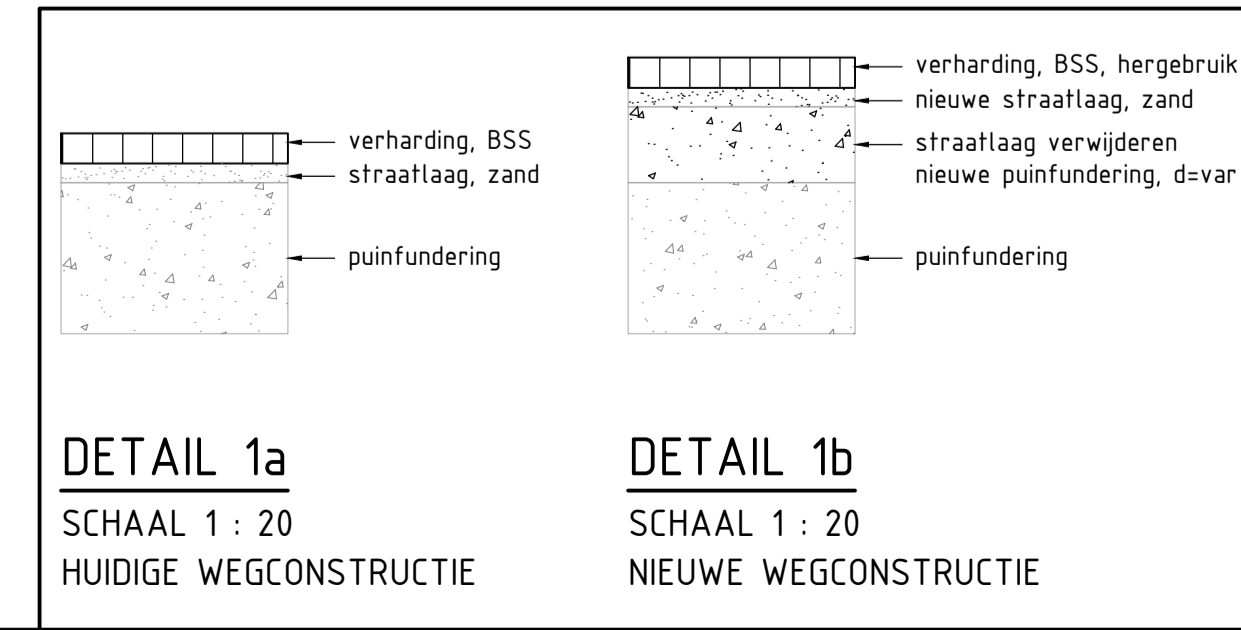 verharding, BSS
straatlaag, zand
puinfundering
DETAIL 1a
SCHAAL 1 : 20
HUIDIGE WEGCONSTRUCTIE
verharding, BSS, hergebruik
nieuwe straatlaag, zand
straatlaag verwijderen
nieuwe puinfundering, d=var
puinfundering
DETAIL 1b
SCHAAL 1 : 20
NIEUWE WEGCONSTRUCTIE